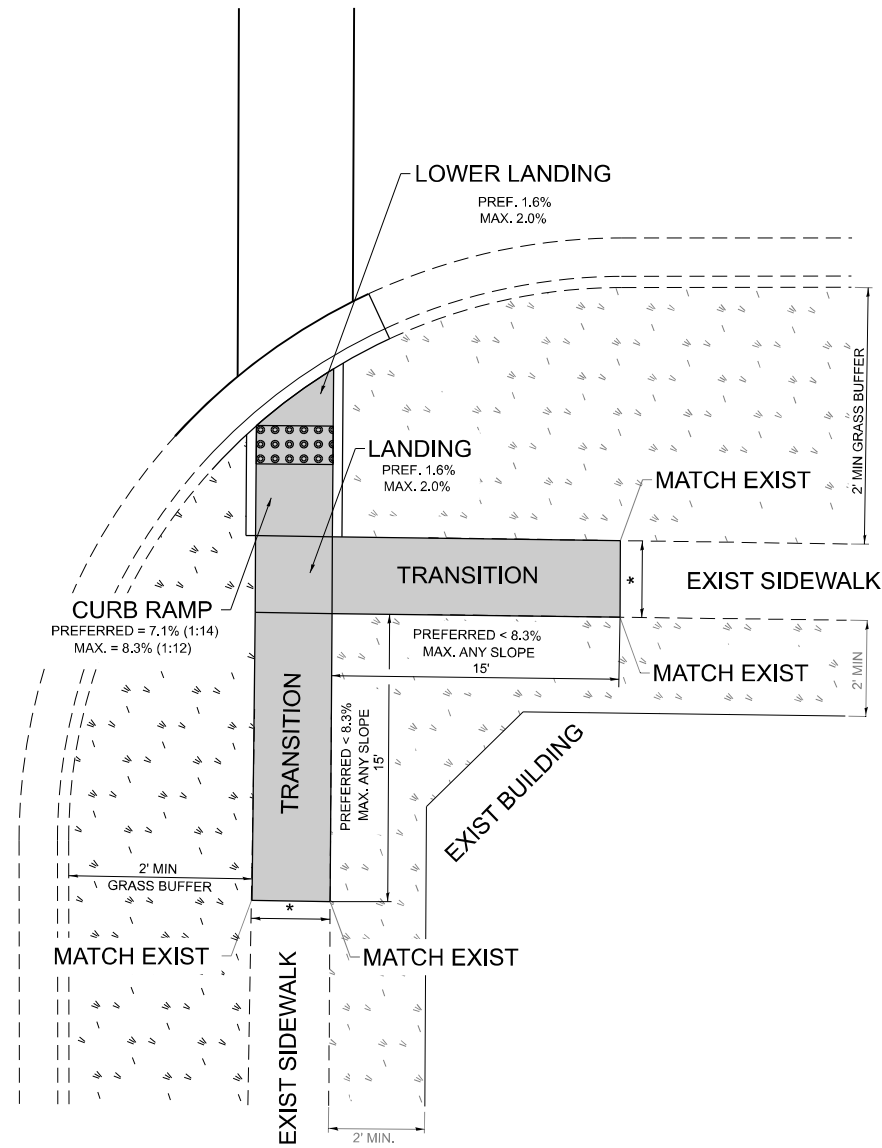 LOWER LANDING
PREF. 1.6%
MAX. 2.0%
2' MIN GRASS BUFFER
LANDING
PREF. 1.6%
MAX. 2.0%
MATCH EXIST
TRANSITION
*
EXIST SIDEWALK
CURB RAMP
PREFERRED = 7.1% (1:14)
MAX. = 8.3% (1:12)
PREFERRED < 8.3%
MAX. ANY SLOPE
15'
MATCH EXIST
2' MIN
TRANSITION
PREFERRED < 8.3%
MAX. ANY SLOPE
15'
EXIST BUILDING
2' MIN
GRASS BUFFER
*
MATCH EXIST
MATCH EXIST
EXIST SIDEWALK
2' MIN.